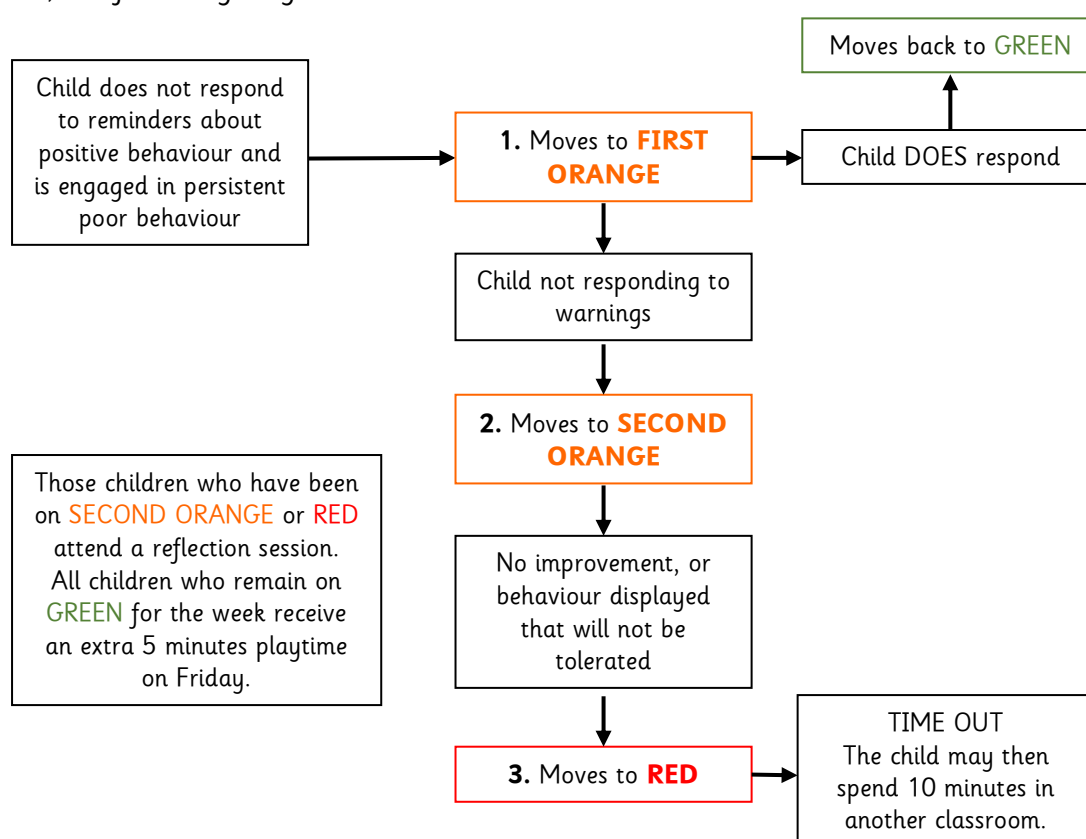 Moves back to GREEN
Child does not respond
to reminders about
positive behaviour and
is engaged in persistent
poor behaviour
1. Moves to FIRST
ORANGE
Child DOES respond
Child not responding to
warnings
2. Moves to SECOND
ORANGE
Those children who have been
on SECOND ORANGE or RED
attend a reflection session.
All children who remain on
GREEN for the week receive
an extra 5 minutes playtime
on Friday.
No improvement, or
behaviour displayed
that will not be
tolerated
3. Moves to RED
TIME OUT
The child may then
spend 10 minutes in
another classroom.